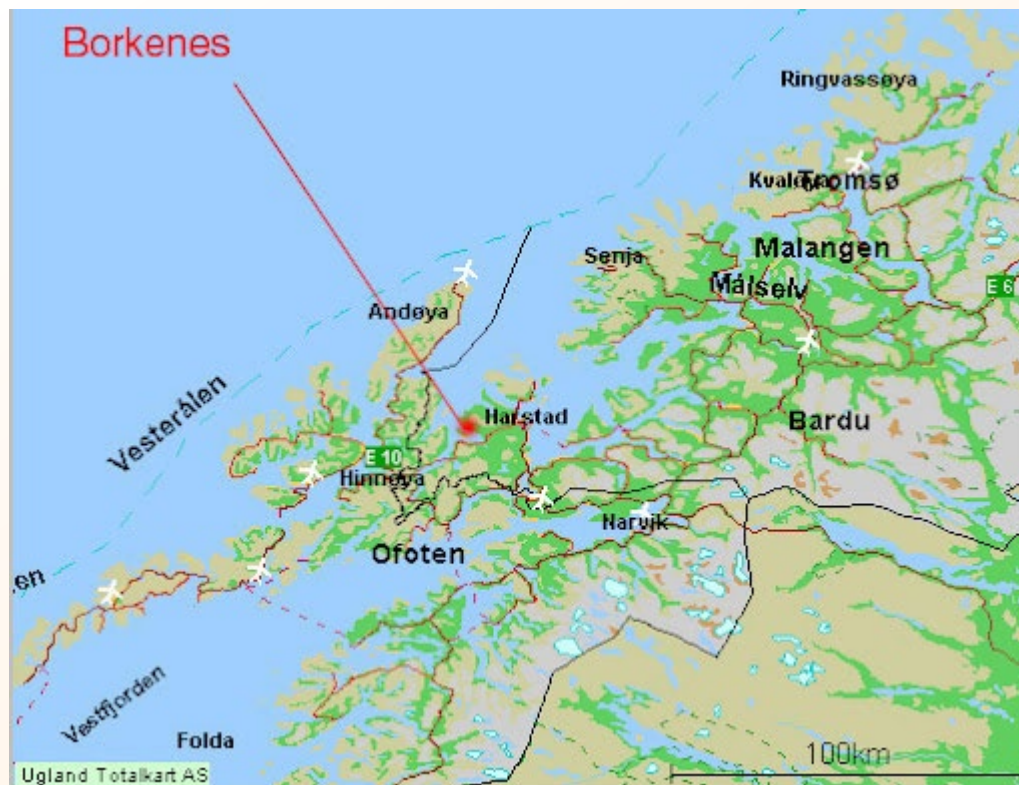 Borkenes
Ringvassøya
Kvaløya
Tromsø
Senja
Malangen
Målselv
E 6
Andøya
Vesterålen
Harstad
Bardu
E 10
Hinnøya
Narvik
Ofoten
..en
Vestfjorden
Folda
100km
Ugland Totalkart AS